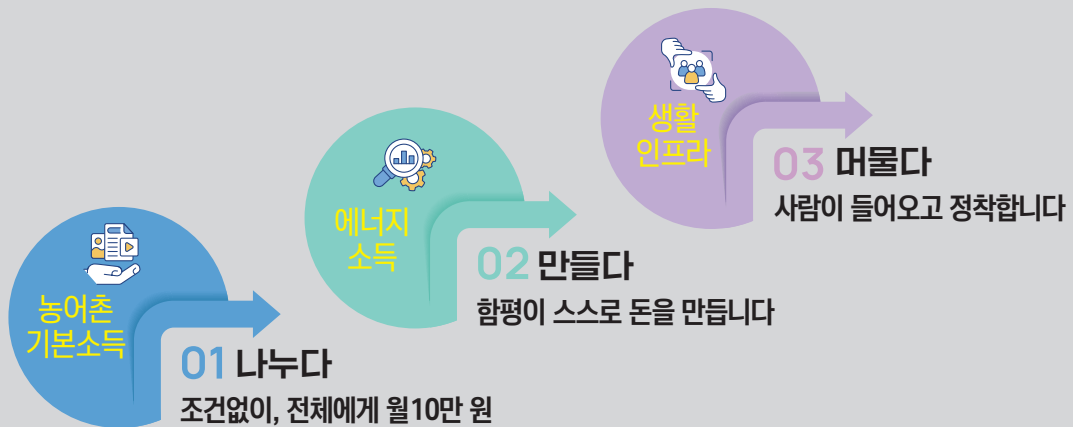 농어촌
기본소득
01 나누다
조건없이, 전체에게 월10만 원
에너지
소득
02 만들다
함평이 스스로 돈을 만듭니다
생활
인프라
03 머물다
사람이 들어오고 정착합니다